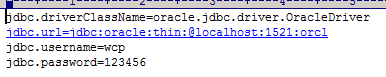 jdbc.driverClassName=oracle.jdbc.driver.OracleDriver
jdbc.url=jdbc:oracle:thin:@localhost:1521:orcl
jdbc.username=wcp
jdbc.password=123456